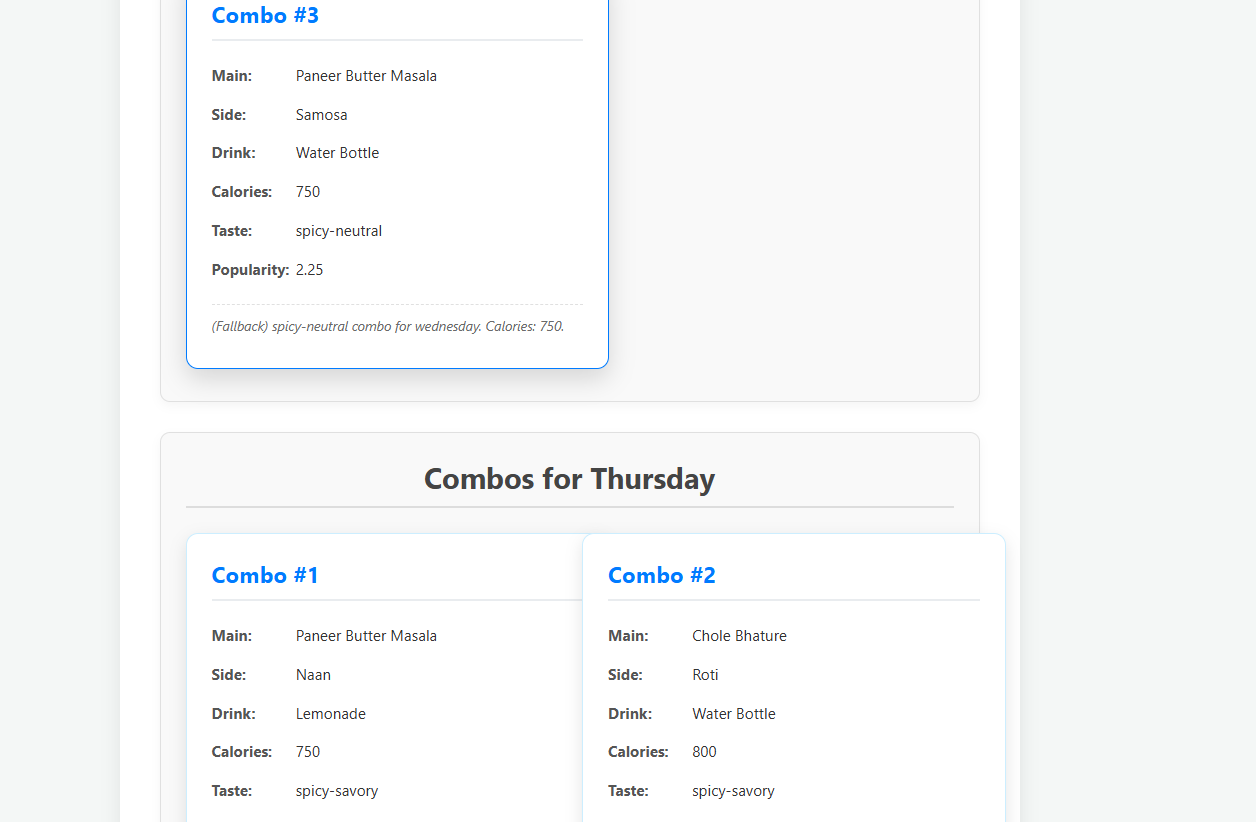 Combo #3
Main: Paneer Butter Masala
Side: Samosa
Drink: Water Bottle
Calories: 750
Taste: spicy-neutral
Popularity: 2.25
(Fallback) spicy-neutral combo for wednesday. Calories: 750.
Combos for Thursday
Combo #1
Main: Paneer Butter Masala
Side: Naan
Drink: Lemonade
Calories: 750
Taste: spicy-savory
Combo #2
Main: Chole Bhature
Side: Roti
Drink: Water Bottle
Calories: 800
Taste: spicy-savory